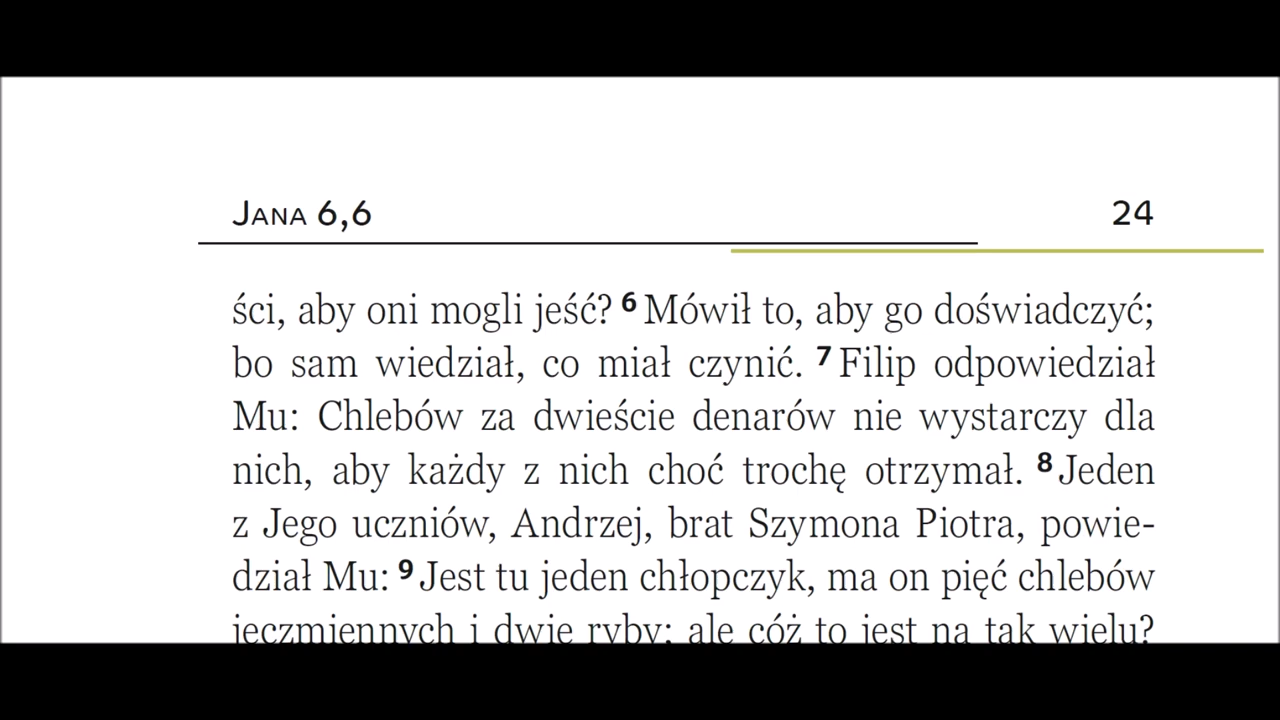 Jana 6,6 24
ści, aby oni mogli jeść? 6 Mówił to, aby go doświadczyć;
bo sam wiedział, co miał czynić. 7 Filip odpowiedział
Mu: Chlebów za dwieście denarów nie wystarczy dla
nich, aby każdy z nich choć trochę otrzymał. 8 Jeden
z Jego uczniów, Andrzej, brat Szymona Piotra, powie-
dział Mu: 9 Jest tu jeden chłopczyk, ma on pięć chlebów
jęczmiennych i dwie ryby; ale cóż to jest na tak wielu?